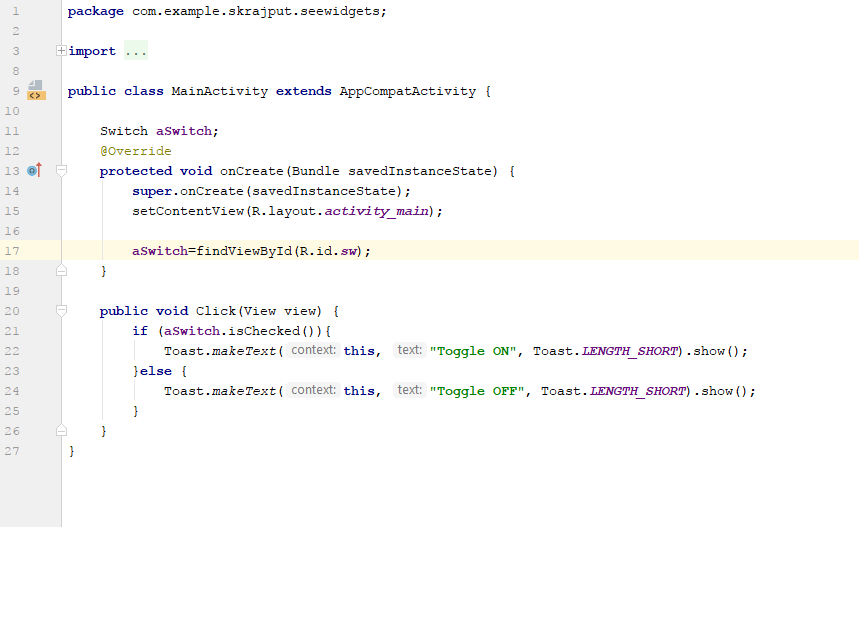 1 package com.example.skrajput.seewidgets;
2
3 import ...
8
9 public class MainActivity extends AppCompatActivity {
10
11 Switch aSwitch;
12 @Override
13 protected void onCreate(Bundle savedInstanceState) {
14 super.onCreate(savedInstanceState);
15 setContentView(R.layout.activity_main);
16
17 aSwitch=findViewById(R.id.sw);
18 }
19
20 public void Click(View view) {
21 if (aSwitch.isChecked()){
22 Toast.makeText( context: this, text: "Toggle ON", Toast.LENGTH_SHORT).show();
23 }else {
24 Toast.makeText( context: this, text: "Toggle OFF", Toast.LENGTH_SHORT).show();
25 }
26 }
27 }